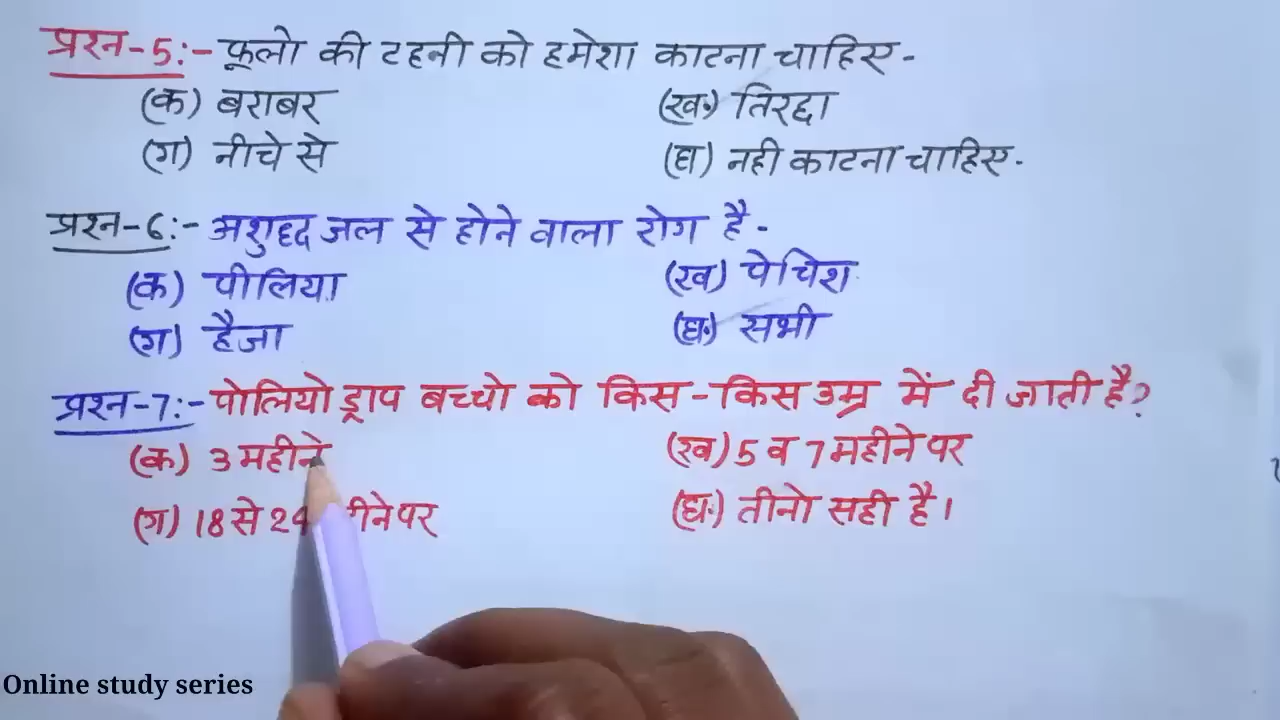 प्रश्न-5:- फूलो की टहनी को हमेशा काटना चाहिए -
(क) बराबर (ख.) तिरछा
(ग) नीचे से (घ) नही काटना चाहिए.
प्रश्न-6:- अशुद्ध जल से होने वाला रोग है -
(क) पीलिया (ख) पेचिश
(ग) हैजा (घ.) सभी
प्रश्न-7:- पोलियो ड्राप बच्चो को किस - किस उम्र में दी जाती है?
(क) 3 महीने (ख) 5 व 7 महीने पर
(ग) 18 से पर (घ.) तीनो सही है।
Online study series